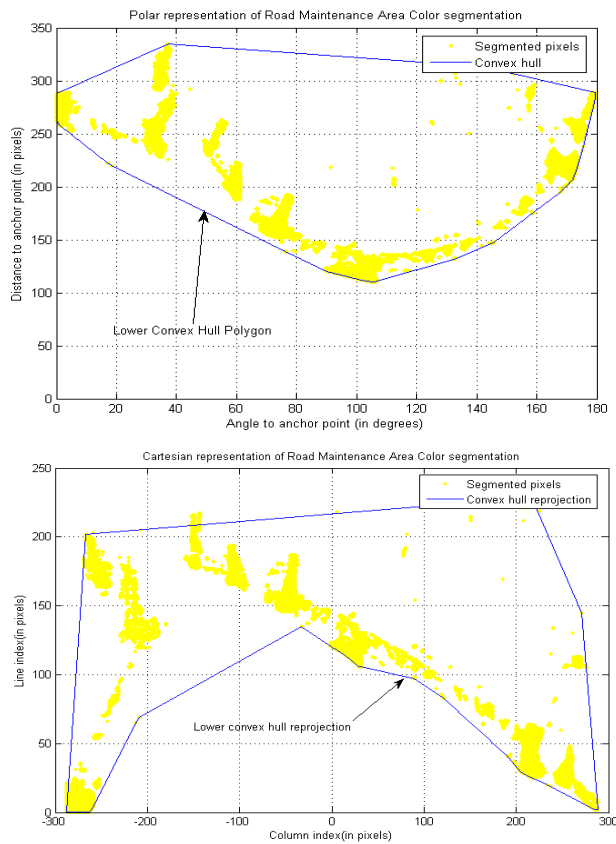 Polar representation of Road Maintenance Area Color segmentation
350
300
250
200
150
100
50
0
Distance to anchor point (in pixels)
Segmented pixels
Convex hull
Lower Convex Hull Polygon
0 20 40 60 80 100 120 140 160 180
Angle to anchor point (in degrees)
Cartesian representation of Road Maintenance Area Color segmentation
250
200
150
100
50
0
Line index(in pixels)
Segmented pixels
Convex hull reprojection
Lower convex hull reprojection
-300 -200 -100 0 100 200 300
Column index(in pixels)